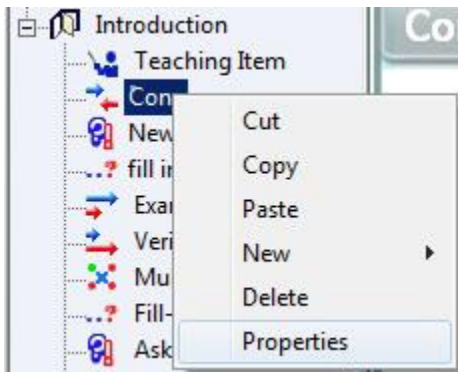 Introduction
Teaching Item
Con
New
fill in
Exa
Veri
Mu
Fill-
Ask
Co
Cut
Copy
Paste
New
Delete
Properties